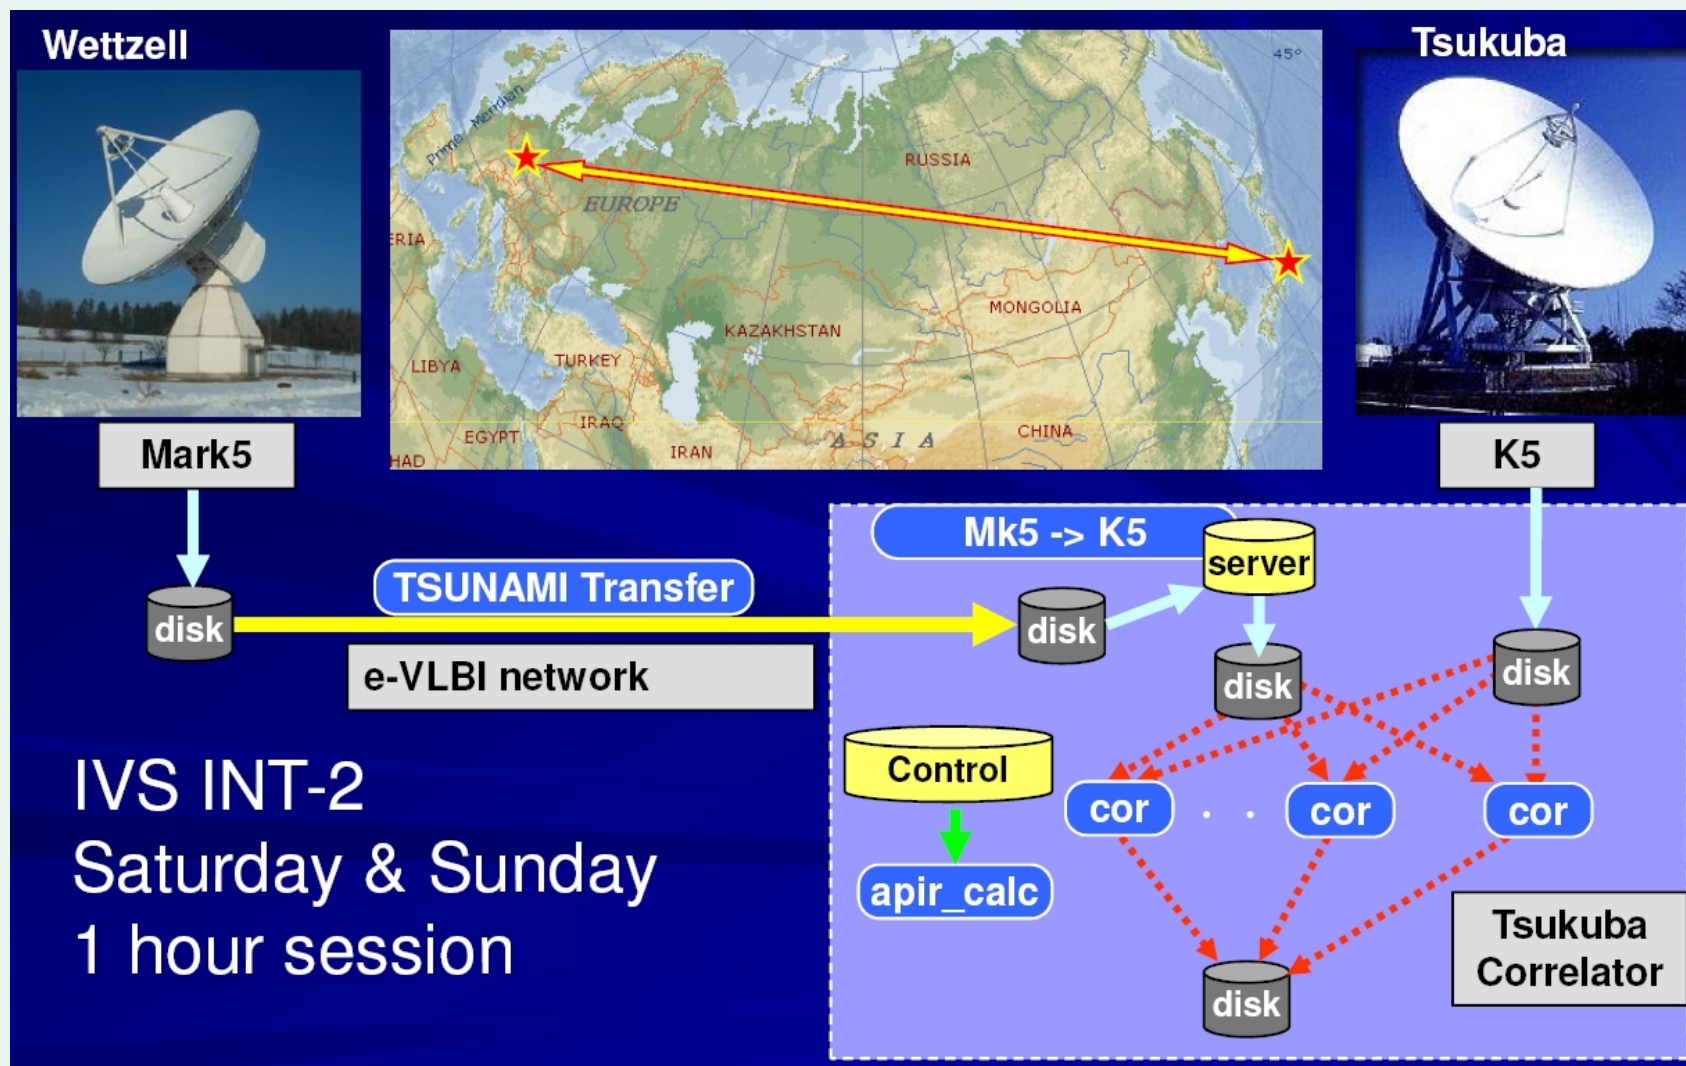 Wettzell
Tsukuba
45°
Prime Meridian
RUSSIA
EUROPE
ERIA
MONGOLIA
KAZAKHSTAN
LIBYA
TURKEY
IRAQ
EGYPT
IRAN
ASIA
CHINA
HAD
Mark5
K5
Mk5 -> K5
server
TSUNAMI Transfer
disk
disk
disk
disk
e-VLBI network
Control
cor
. .
cor
cor
apir_calc
IVS INT-2
Saturday & Sunday
1 hour session
Tsukuba
Correlator
disk